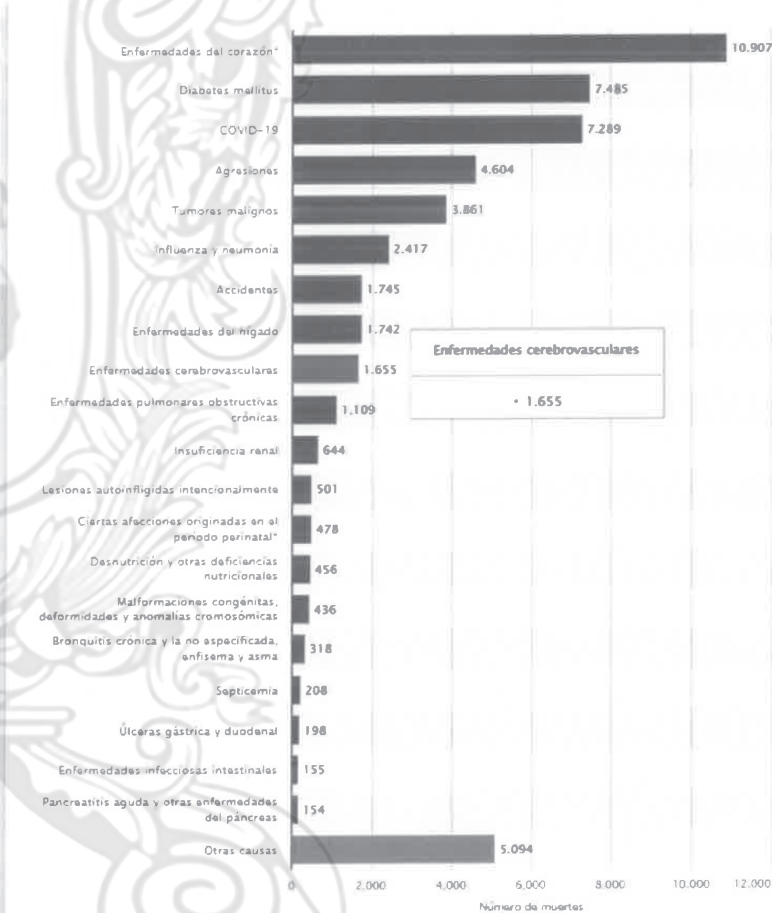 Enfermedades del corazón* 10.907
Diabetes mellitus 7.485
COVID-19 7.289
Agresiones 4.604
Tumores malignos 3.861
Influenza y neumonía 2.417
Accidentes 1.745
Enfermedades del hígado 1.742
Enfermedades cerebrovasculares 1.655
Enfermedades cerebrovasculares
• 1.655
Enfermedades pulmonares obstructivas
crónicas 1,109
Insuficiencia renal 644
Lesiones autoinfligidas intencionalmente 501
Ciertas afecciones originadas en el
periodo perinatal* 478
Desnutrición y otras deficiencias
nutricionales 456
Malformaciones congénitas,
deformidades y anomalías cromosómicas 436
Bronquitis crónica y la no especificada,
enfisema y asma 318
Septicemia 208
Úlceras gástrica y duodenal 198
Enfermedades infecciosas intestinales 155
Pancreatitis aguda y otras enfermedades
del páncreas 154
Otras causas 5.094
0 2,000 4,000 6,000 8,000 10.000 12.000
Número de muertes